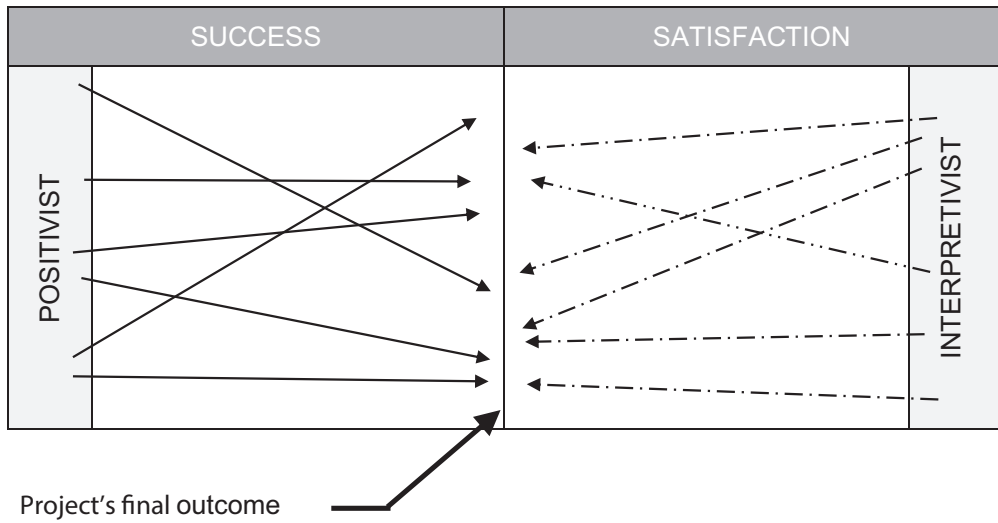 SUCCESS
SATISFACTION
POSITIVIST
INTERPRETIVIST
Project's final outcome